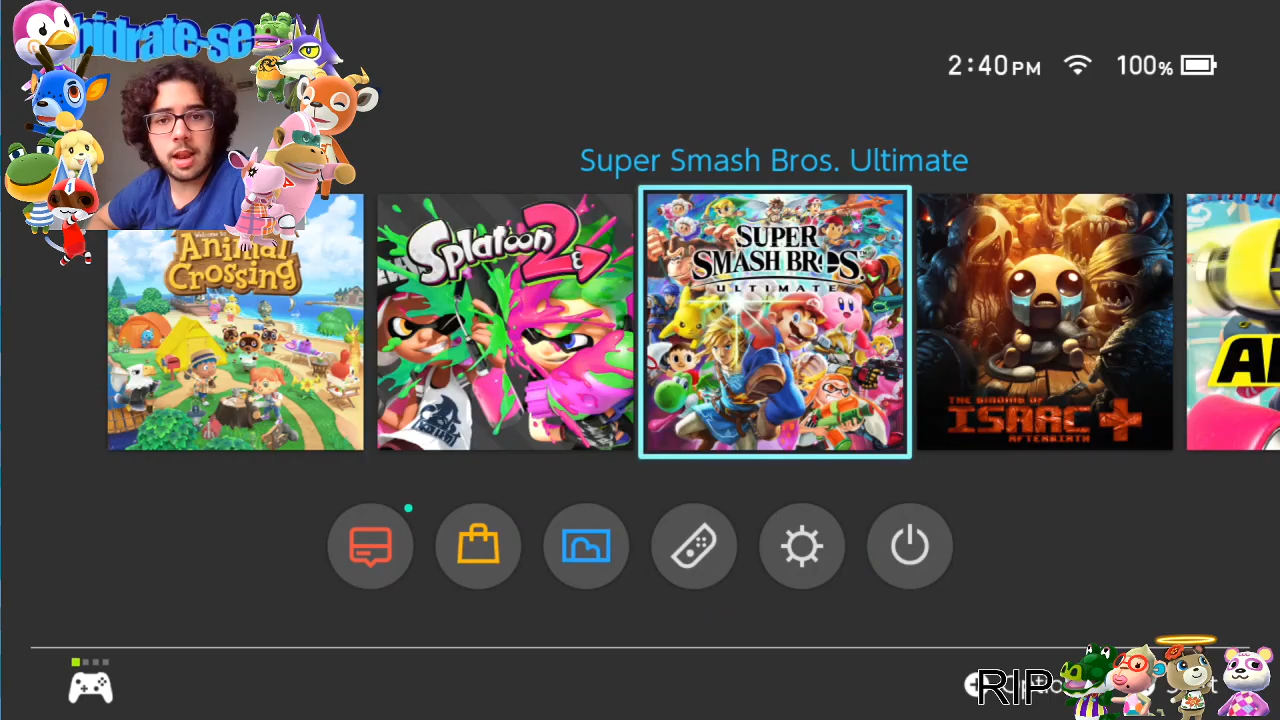 hidrate-se
2:40PM
100%
Super Smash Bros. Ultimate
Animal
Crossing
Splatoon 2
SUPER
SMASH BROS.
ULTIMATE
THE BINDING OF
ISAAC
AFTERBIRTH
RIP